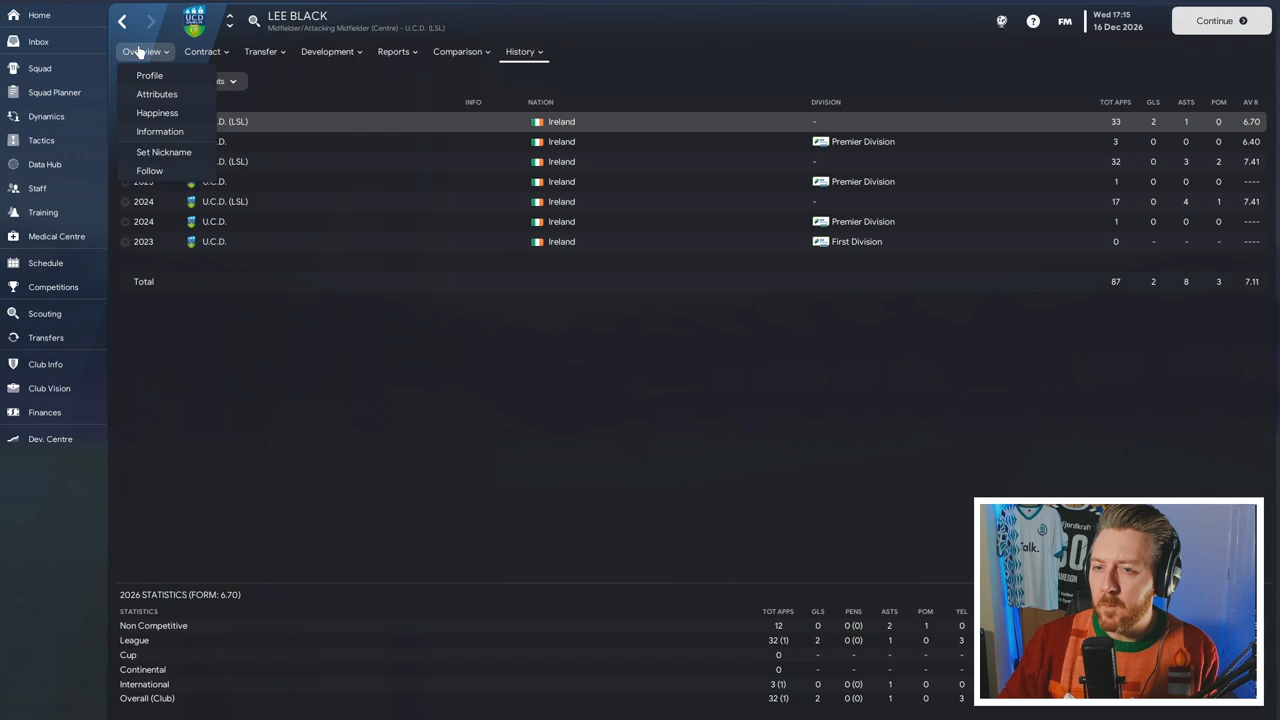 Home
UCD
DUBLIN
LEE BLACK
Midfielder/Attacking Midfielder (Centre) - U.C.D. (LSL)
FM
Wed 17:15
16 Dec 2026
Continue
Inbox
Squad
Squad Planner
Dynamics
Tactics
Data Hub
Staff
Training
Medical Centre
Schedule
Competitions
Scouting
Transfers
Club Info
Club Vision
Finances
Dev. Centre
Overview Contract Transfer Development Reports Comparison History
Profile
Attributes
Happiness
Information
Set Nickname
Follow
INFO NATION DIVISION TOT APPS GLS ASTS POM AV R
(LSL) Ireland - 33 2 1 0 6.70
Ireland Premier Division 3 0 0 0 6.40
(LSL) Ireland - 32 0 3 2 7.41
U.C.D. Ireland Premier Division 1 0 0 0 ----
2024 U.C.D. (LSL) Ireland - 17 0 4 1 7.41
2024 U.C.D. Ireland Premier Division 1 0 0 0 ----
2023 U.C.D. Ireland First Division 0 - - - ----
Total 87 2 8 3 7.11
2026 STATISTICS (FORM: 6.70)
STATISTICS TOT APPS GLS PENS ASTS POM YEL
Non Competitive 12 0 0 (0) 2 1 0
League 32 (1) 2 0 (0) 1 0 3
Cup 0 - - - - -
Continental 0 - - - - -
International 3 (1) 0 0 (0) 1 0 0
Overall (Club) 32 (1) 2 0 (0) 1 0 3
Talk.
Fjordkraft
JAMIESON